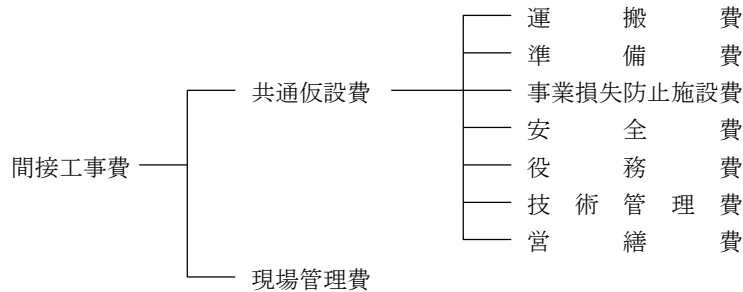 間接工事費
共通仮設費
運搬費
準備費
事業損失防止施設費
安全費
役務費
技術管理費
営繕費
現場管理費